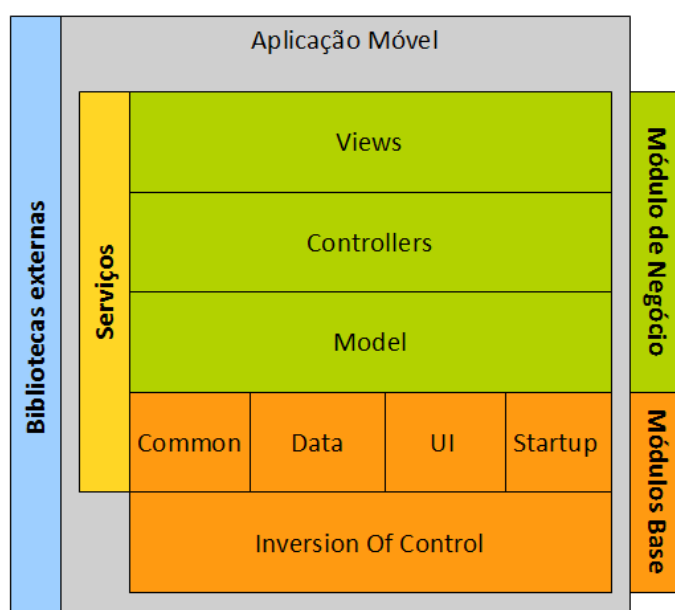 Aplicação Móvel
Bibliotecas externas
Serviços
Views
Controllers
Model
Módulo de Negócio
Common
Data
UI
Startup
Inversion Of Control
Módulos Base